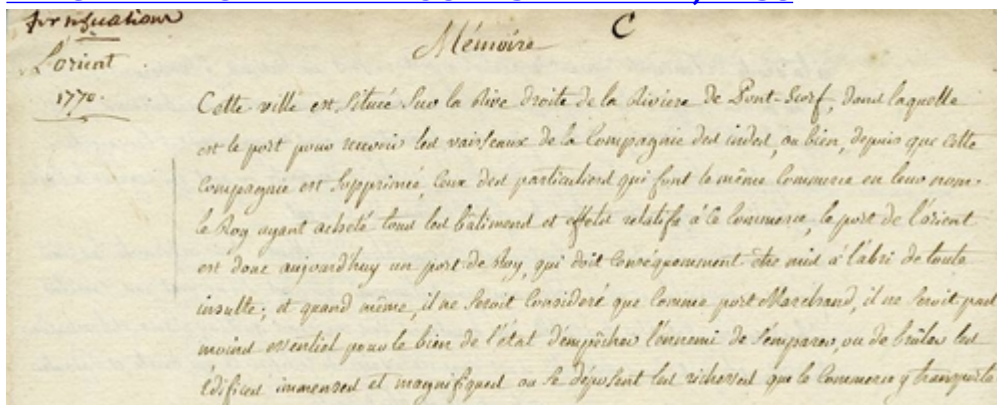 fortifications
L'orient
1770.
Mémoire C
Cette ville est située sur la Rive droite de la Riviere de Pont-Scorf, dans laquelle
est le port pour recevoir les vaisseaux de la Compagnie des indes, ou bien, depuis que cette
Compagnie est supprimée, ceux des particuliers qui font le même Commerce en leur nom.
le Roy ayant acheté tous les bâtimens et effets relatifs à ce Commerce, le port de l'orient
est donc aujourd'huy un port de Roy, qui doit conséquemment être mis à l'abri de toute
insulte; et quand même, il ne seroit consideré que comme port Marchand, il ne seroit pas
moins essentiel pour le bien de l'état d'empêcher l'ennemi de s'emparer, ou de brûler les
Edifices immenses et magnifiques ou se déposent les richesses que le Commerce y transporte